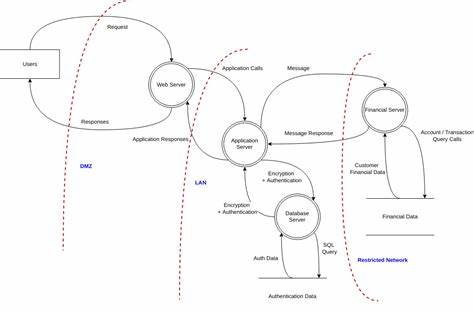 Request
Users
Application Calls
Message
Web Server
Financial Server
Responses
Application Responses
Message Response
Account / Transaction
Query Calls
Application
Server
DMZ
LAN
Encryption
+ Authentication
Customer
Financial Data
Encryption
+ Authentication
Database
Server
Financial Data
SQL
Query
Auth Data
Restricted Network
Authentication Data